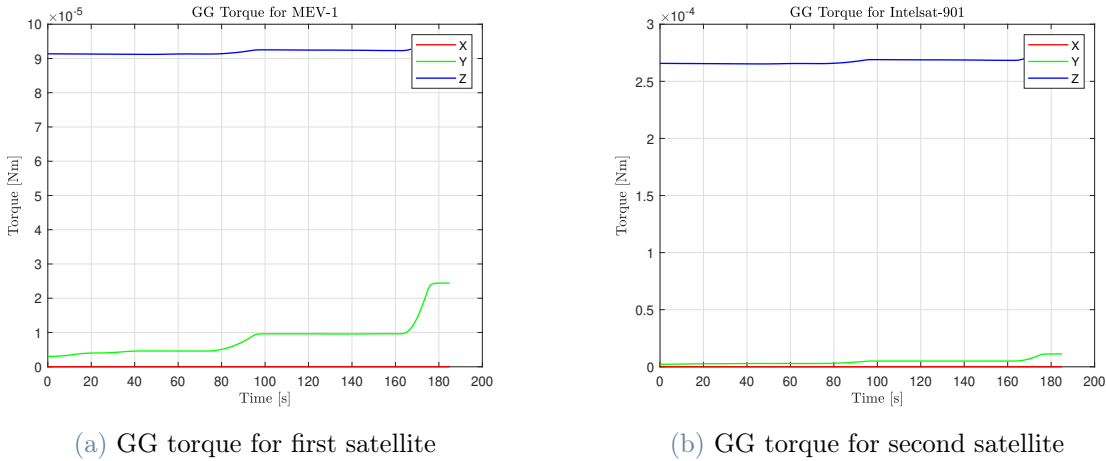 GG Torque for MEV-1
×10-5
10
9
8
7
6
5
4
3
2
1
0
Torque [Nm]
0 20 40 60 80 100 120 140 160 180 200
Time [s]
X
Y
Z
(a) GG torque for first satellite
GG Torque for Intelsat-901
×10-4
3
2.5
2
1.5
1
0.5
0
Torque [Nm]
0 20 40 60 80 100 120 140 160 180 200
Time [s]
X
Y
Z
(b) GG torque for second satellite